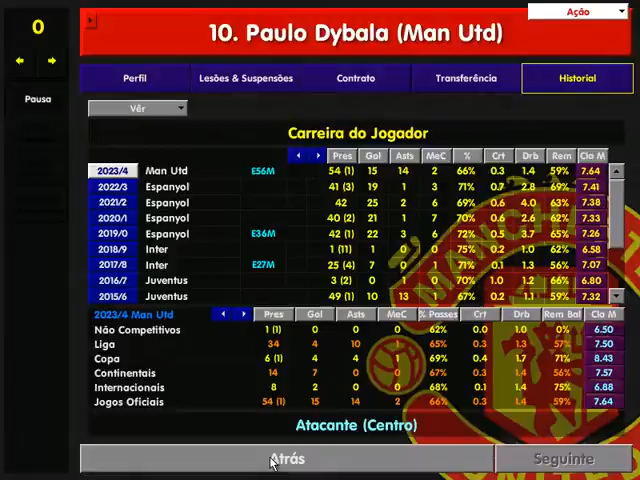 0
Ação
10. Paulo Dybala (Man Utd)
Perfil Lesões & Suspensões Contrato Transferência Historial
Pausa
Vêr
Carreira do Jogador
Pres Gol Asts MeC % Crt Drb Rem Cla M
2023/4 Man Utd £56M 54 (1) 15 14 2 66% 0.3 1.4 59% 7.64
2022/3 Espanyol 41 (3) 19 1 3 71% 0.7 2.8 69% 7.41
2021/2 Espanyol 42 25 2 6 69% 0.6 4.0 63% 7.38
2020/1 Espanyol 40 (2) 21 1 7 70% 0.6 2.6 62% 7.33
2019/0 Espanyol £36M 42 (1) 22 3 6 72% 0.5 3.7 65% 7.26
2018/9 Inter 1 (11) 1 0 0 75% 0.2 1.0 62% 6.58
2017/8 Inter £27M 25 (4) 7 0 0 71% 0.1 1.3 56% 7.07
2016/7 Juventus 3 (2) 0 1 0 70% 1.0 1.2 66% 6.80
2015/6 Juventus 49 (1) 10 13 1 67% 0.2 1.1 59% 7.32
2023/4 Man Utd Pres Gol Asts MeC % Passes Crt Drb Rem Bal Cla M
Não Competitivos 1 (1) 0 0 0 62% 0.0 1.0 0% 6.50
Liga 34 4 10 1 65% 0.3 1.3 57% 7.50
Copa 6 (1) 4 4 1 69% 0.4 1.7 71% 8.43
Continentais 14 7 0 0 67% 0.3 1.4 56% 7.57
Internacionais 8 2 0 0 68% 0.1 1.4 75% 6.88
Jogos Oficiais 54 (1) 15 14 2 66% 0.3 1.4 59% 7.64
Atacante (Centro)
Atrás Seguinte